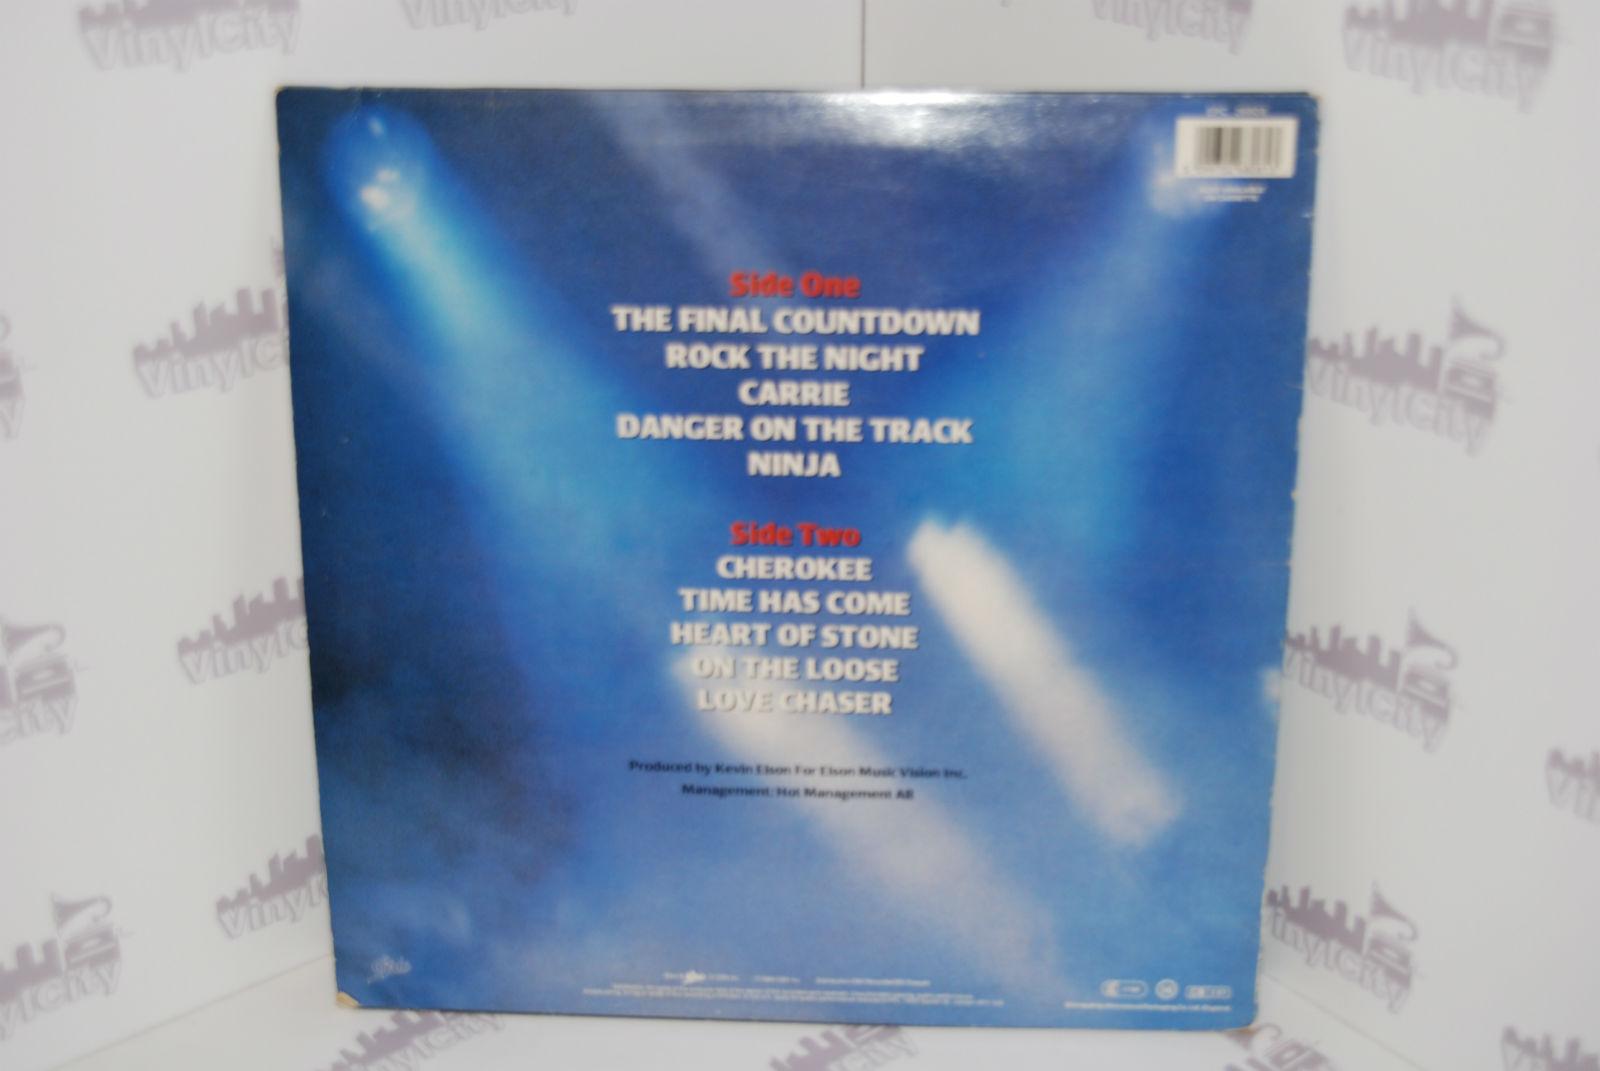 VinylCity
Side One
THE FINAL COUNTDOWN
ROCK THE NIGHT
CARRIE
DANGER ON THE TRACK
NINJA
Side Two
CHEROKEE
TIME HAS COME
HEART OF STONE
ON THE LOOSE
LOVE CHASER
Produced by Kevin Elson For Elson Music Vision Inc.
Management: Hot Management AB
Epic